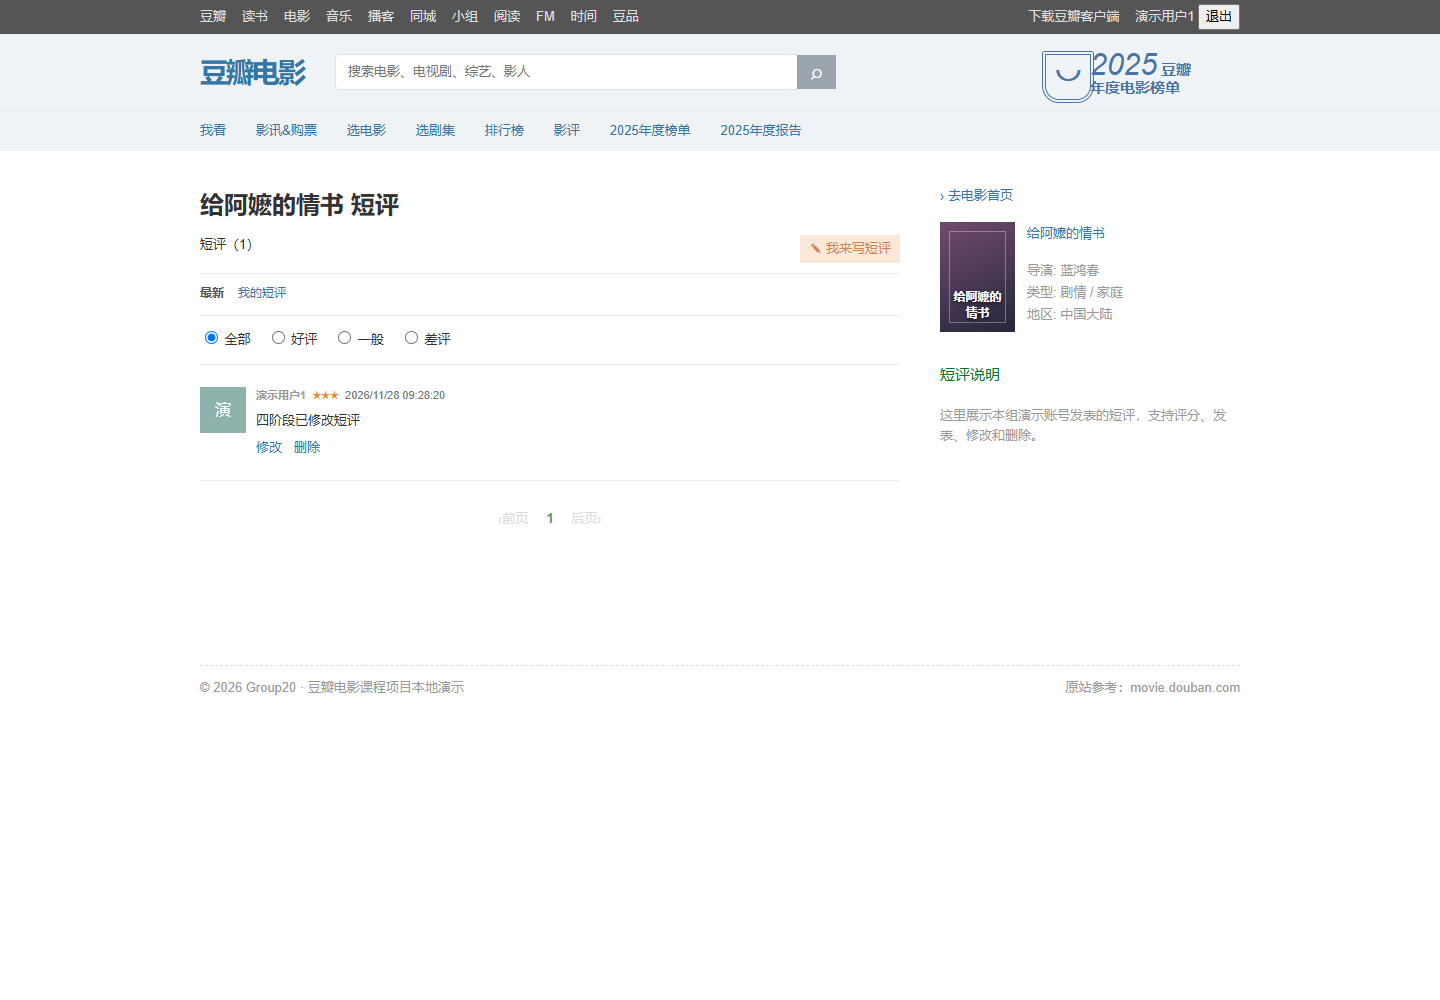 豆瓣 读书 电影 音乐 播客 同城 小组 阅读 FM 时间 豆品 下载豆瓣客户端 演示用户1 退出
豆瓣电影 搜索电影、电视剧、综艺、影人 2025 豆瓣
年度电影榜单
我看 影讯&购票 选电影 选剧集 排行榜 影评 2025年度榜单 2025年度报告
给阿嬷的情书 短评
短评（1）
我来写短评
最新 我的短评
全部 好评 一般 差评
演
演示用户1 ★★★ 2026/11/28 09:28:20
四阶段已修改短评
修改 删除
‹前页 1 后页›
› 去电影首页
给阿嬷的
情书
给阿嬷的情书
导演: 蓝鸿春
类型: 剧情 / 家庭
地区: 中国大陆
短评说明
这里展示本组演示账号发表的短评，支持评分、发
表、修改和删除。
© 2026 Group20 · 豆瓣电影课程项目本地演示 原站参考：movie.douban.com